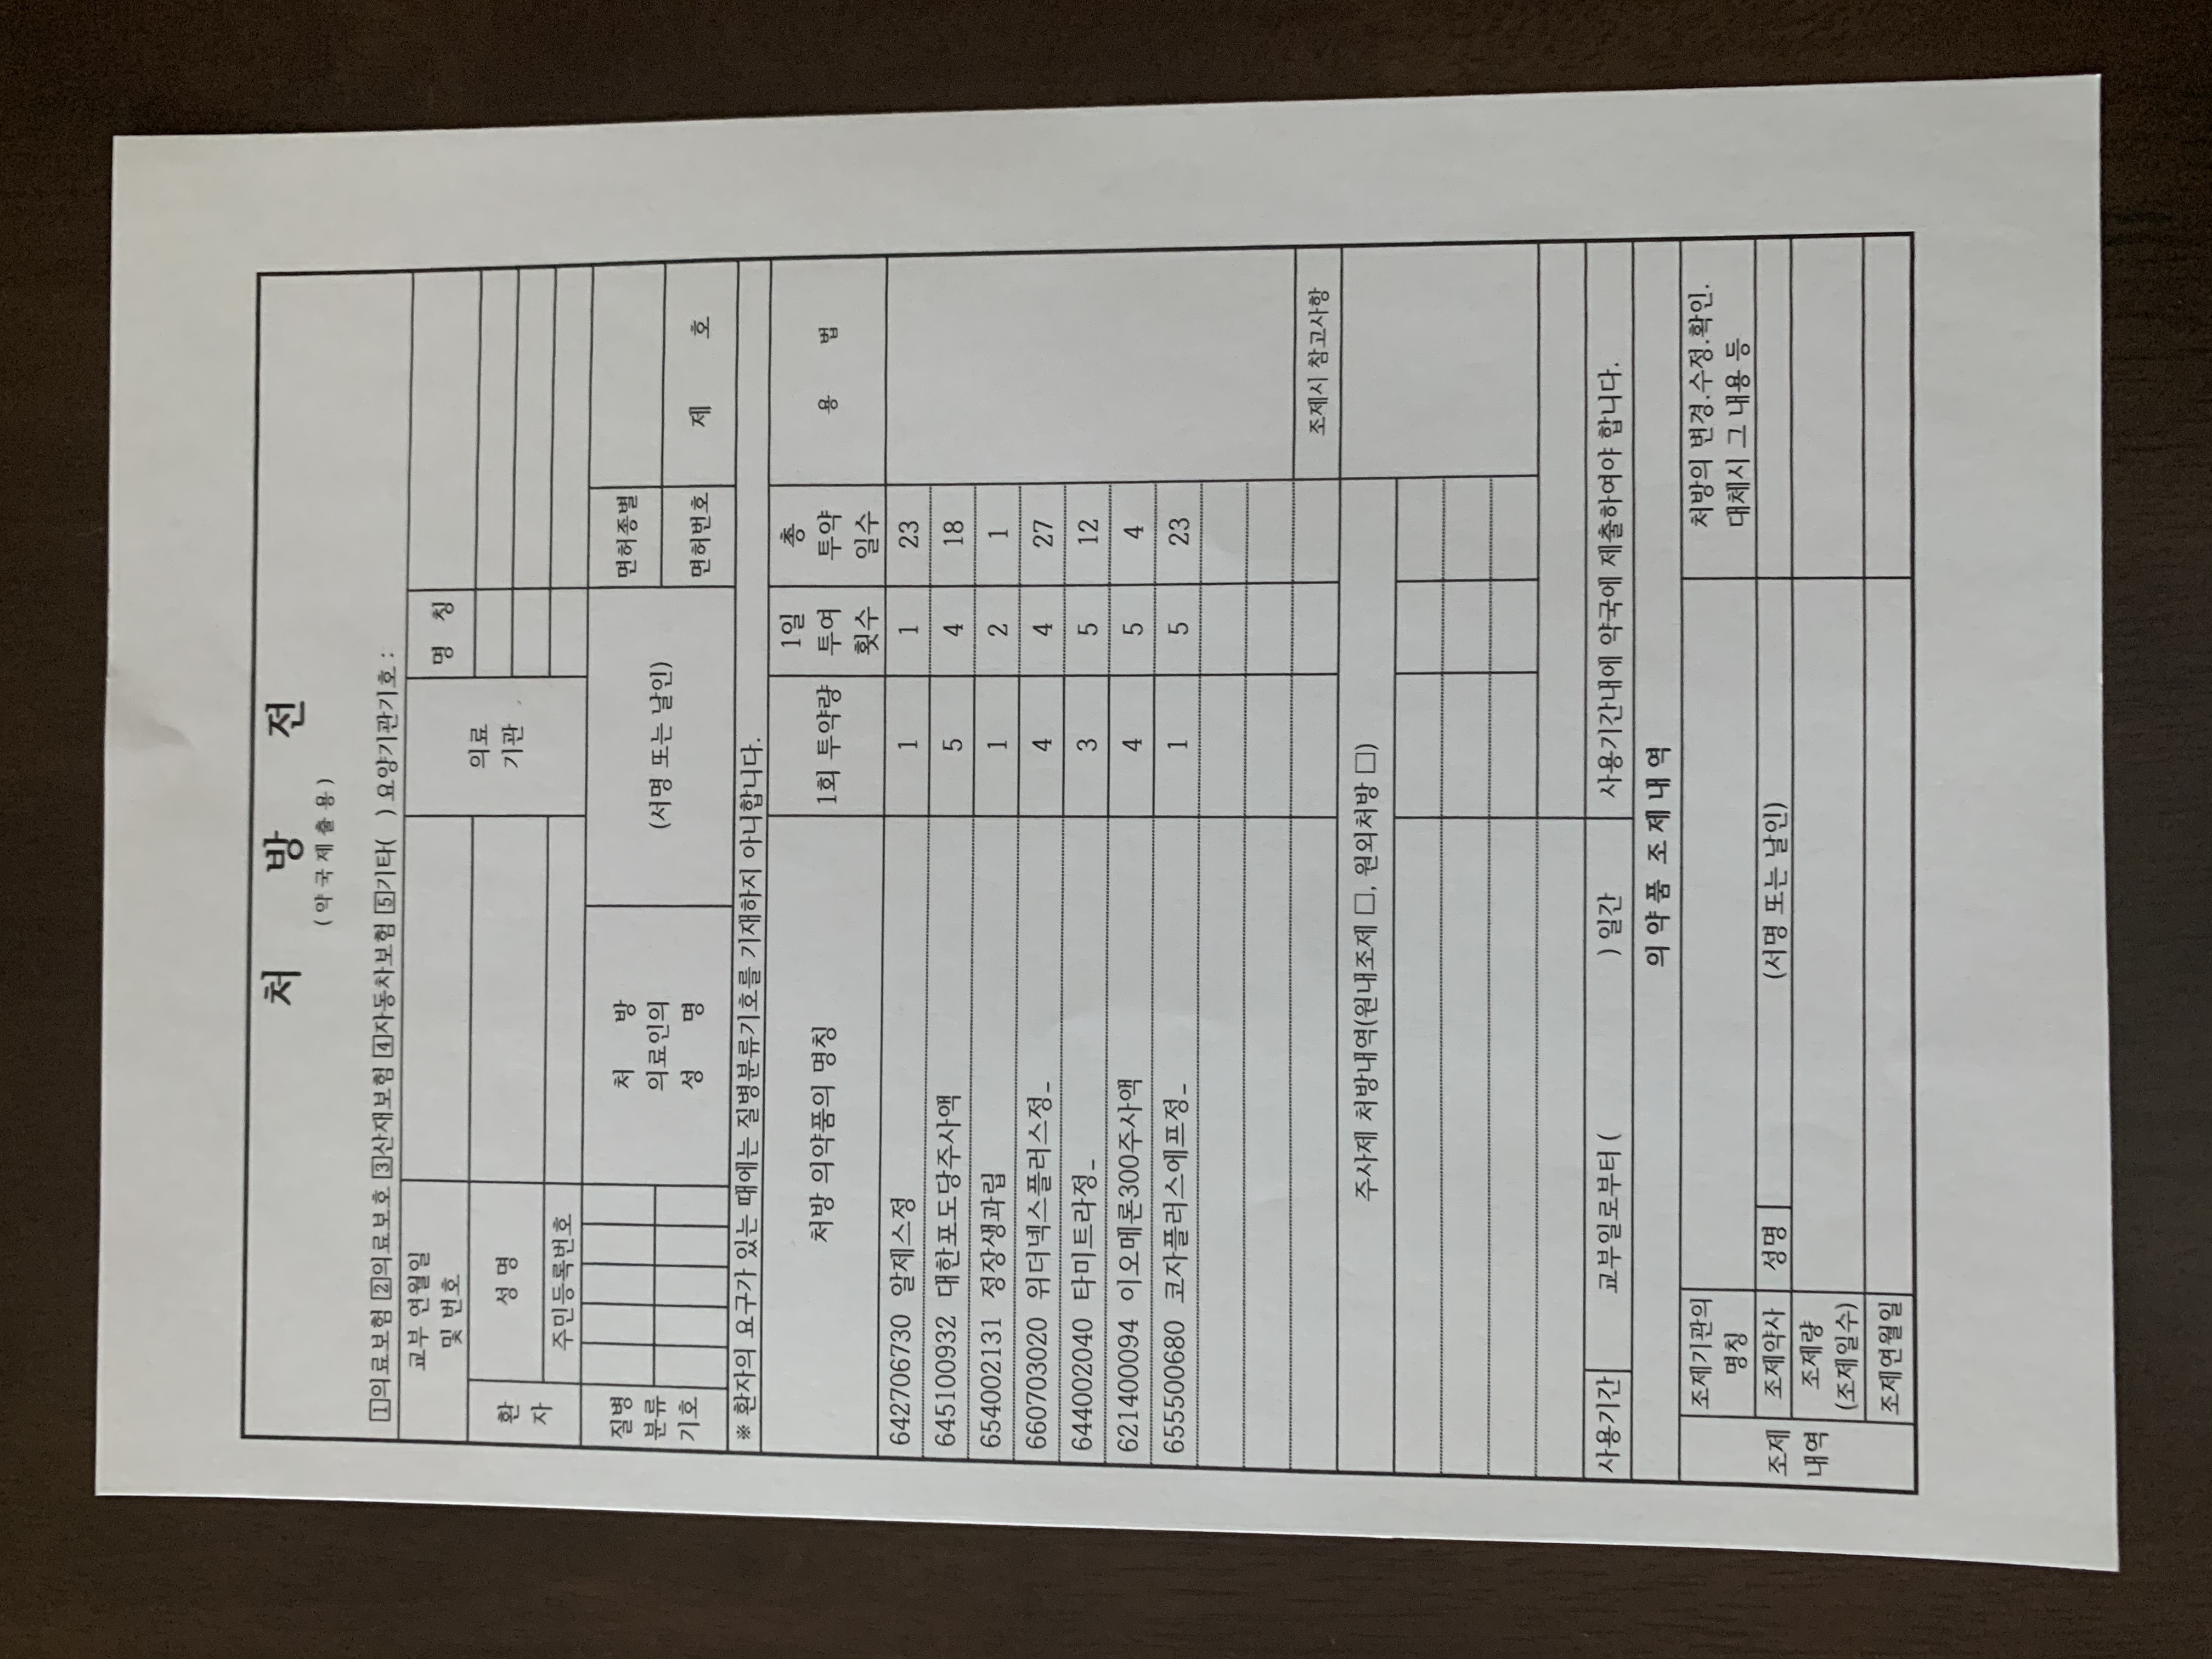 처 방 전
(약국제출용)
1의료보험 2의료보호 3산재보험 4자동차보험 5기타( ) 요양기관기호 :
교부 연월일
및 번호
환자
성 명
주민등록번호
의료
기관
명 칭
질병
분류
기호
처 방
의료인의
성 명
(서명 또는 날인)
면허종별
면허번호
제 호
※ 환자의 요구가 있는 때에는 질병분류기호를 기재하지 아니합니다.
처방 의약품의 명칭
1회 투약량
1일
투여
횟수
총
투약
일수
용 법
642706730 알제스정 1 1 23
645100932 대한포도당주사액 5 4 18
654002131 정장생과립 1 2 1
660703020 위더넥스플러스정_ 4 4 27
644002040 타미트라정_ 3 5 12
621400094 이오메론300주사액 4 5 4
655500680 코자플러스에프정_ 1 5 23
조제시 참고사항
주사제 처방내역(원내조제 □, 원외처방 □)
사용기간 교부일로부터 ( ) 일간 사용기간내에 약국에 제출하여야 합니다.
의약품 조제내역
조제
내역
조제기관의
명칭
처방의 변경.수정.확인.
대체시 그 내용 등
조제약사 성명 (서명 또는 날인)
조제량
(조제일수)
조제연월일